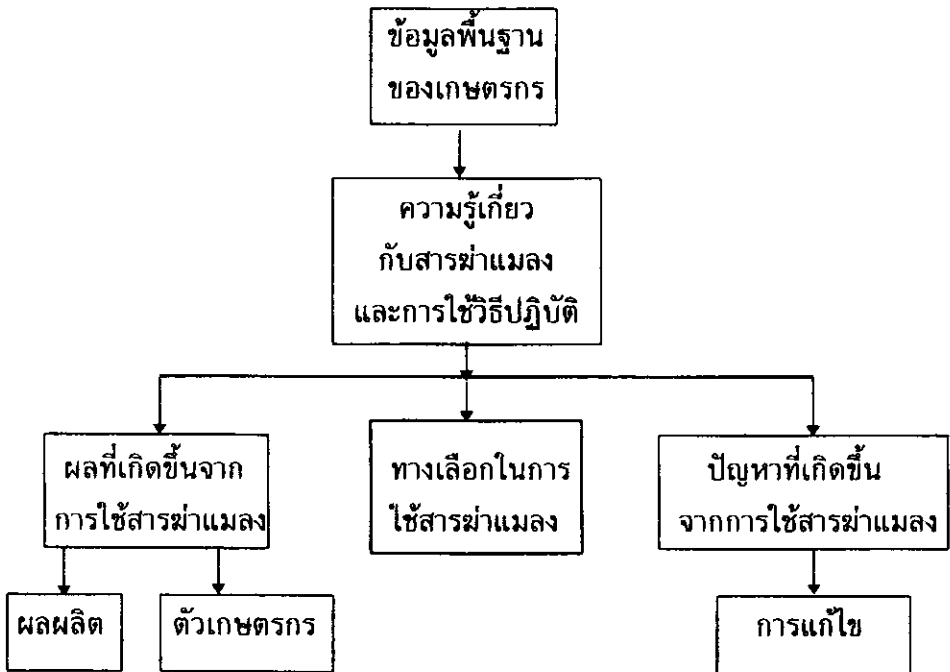 ข้อมูลพื้นฐาน
ของเกษตรกร
ความรู้เกี่ยว
กับสารฆ่าแมลง
และการใช้วิธีปฏิบัติ
ผลที่เกิดขึ้นจาก
การใช้สารฆ่าแมลง
ทางเลือกในการ
ใช้สารฆ่าแมลง
ปัญหาที่เกิดขึ้น
จากการใช้สารฆ่าแมลง
ผลผลิต
ตัวเกษตรกร
การแก้ไข